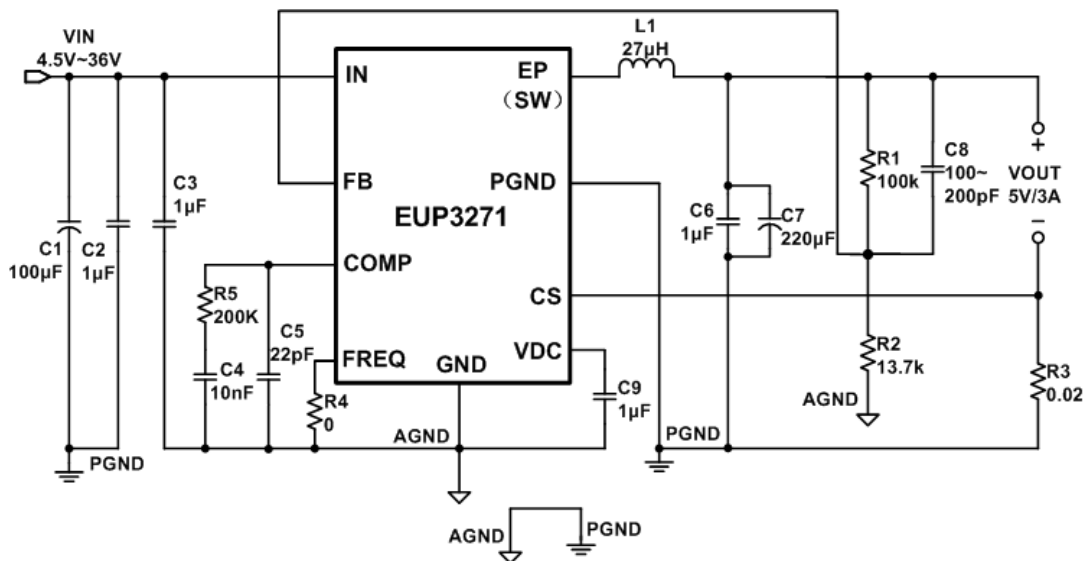 VIN
4.5V~36V
L1
27µH
IN
EP
(SW)
FB
PGND
EUP3271
COMP
CS
VDC
FREQ
GND
C1
100µF
C2
1µF
C3
1µF
R5
200K
C4
10nF
C5
22pF
R4
0
C9
1µF
C6
1µF
C7
220µF
R1
100k
C8
100~
200pF
+
VOUT
5V/3A
−
R2
13.7k
AGND
R3
0.02
PGND
AGND
PGND
AGND
PGND